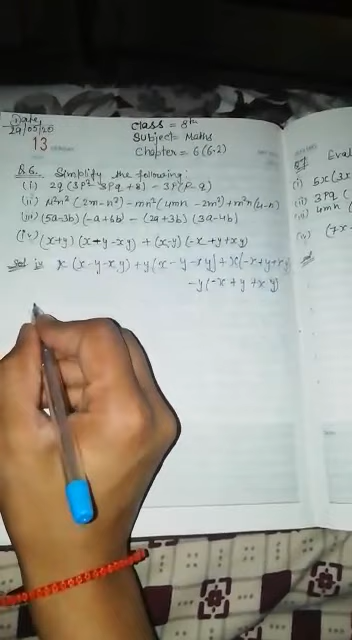 Date
29/05/25
13
Class = 8th
Subject = Maths
Chapter = 6 (6.2)
Q6. Simplify the following:
(i) 2q (3p² 3pq + 8) - 3p (p - q)
(ii) (2m - n²) - mn² (4mn - 2m²) + m²n (4 - n)
(iii) (5a - 3b) (-a + 6b) - (2a + 3b) (3a - 4b)
(iv) (x + y) (x - y - xy) + (x - y) (-x + y + xy)
Sol iv x (x - y - xy) + y (x - y - xy) + x (-x + y + xy)
- y (-x + y + xy)
Q7. Eval
(i) 5x (3x
(ii) 3pq (
(iii) 4mn (
(iv) (7x -
Sol